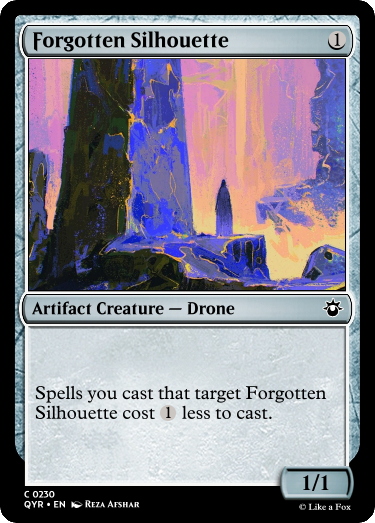 Forgotten Silhouette 1
Artifact Creature — Drone
Spells you cast that target Forgotten
Silhouette cost 1 less to cast.
1/1
C 0230
QYR • EN Reza Afshar
© Like a Fox